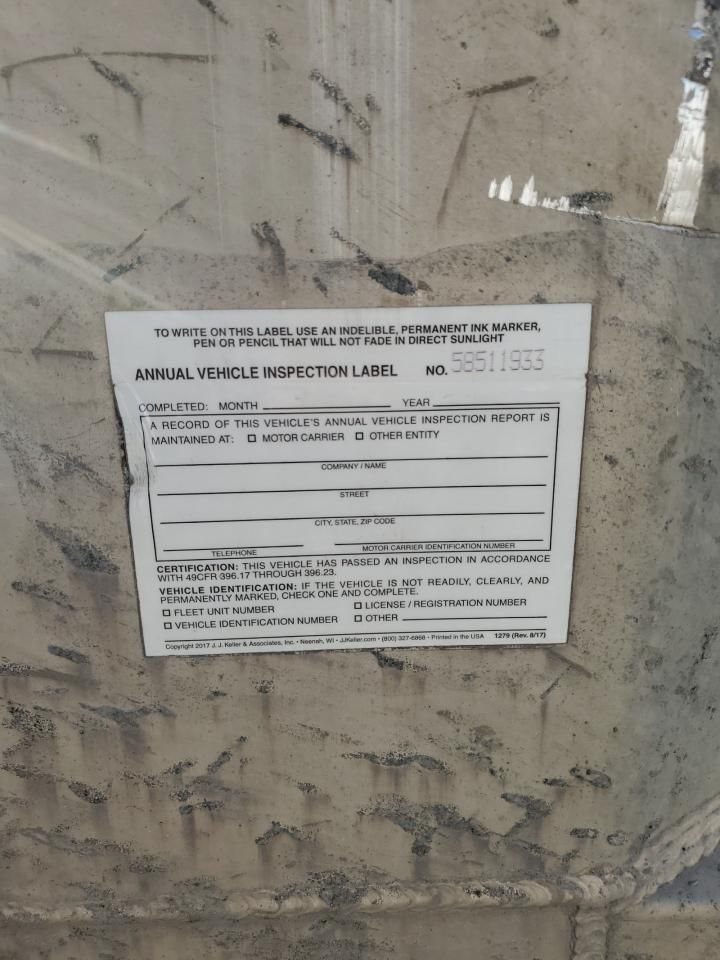 TO WRITE ON THIS LABEL USE AN INDELIBLE, PERMANENT INK MARKER,
PEN OR PENCIL THAT WILL NOT FADE IN DIRECT SUNLIGHT
ANNUAL VEHICLE INSPECTION LABEL NO. 58511933
COMPLETED: MONTH YEAR
A RECORD OF THIS VEHICLE'S ANNUAL VEHICLE INSPECTION REPORT IS
MAINTAINED AT: ☐ MOTOR CARRIER ☐ OTHER ENTITY
COMPANY / NAME
STREET
CITY, STATE, ZIP CODE
TELEPHONE MOTOR CARRIER IDENTIFICATION NUMBER
CERTIFICATION: THIS VEHICLE HAS PASSED AN INSPECTION IN ACCORDANCE
WITH 49CFR 396.17 THROUGH 396.23.
VEHICLE IDENTIFICATION: IF THE VEHICLE IS NOT READILY, CLEARLY, AND
PERMANENTLY MARKED, CHECK ONE AND COMPLETE.
☐ FLEET UNIT NUMBER ☐ LICENSE / REGISTRATION NUMBER
☐ VEHICLE IDENTIFICATION NUMBER ☐ OTHER
Copyright 2017 J. J. Keller & Associates, Inc. • Neenah, WI • JJKeller.com • (800) 327-6868 • Printed in the USA 1279 (Rev. 8/17)